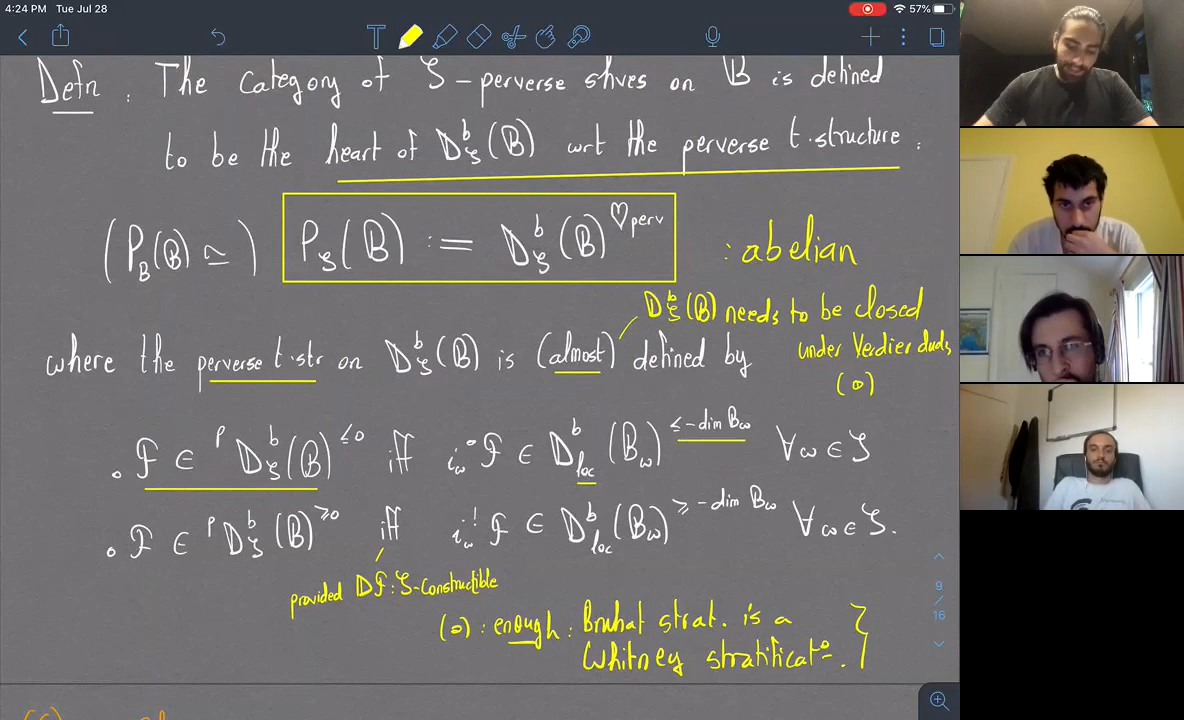 4:24 PM Tue Jul 28
57%
Defn : The category of S-perverse shves on B is defined
to be the heart of D^b_S(B) wrt the perverse t.structure.
(P_B(B) ≃) P_S(B) := D^b_S(B)^{♡perv} : abelian
D^b_S(B) needs to be closed
under Verdier duals
(o)
where the perverse t.str on D^b_S(B) is (almost) defined by
• F ∈ ^pD^b_S(B)^{≤0} iff i_w^* F ∈ D^b_loc(B_w)^{≤-dim B_w} ∀w∈S
• F ∈ ^pD^b_S(B)^{≥0} iff i_w^! F ∈ D^b_loc(B_w)^{≥-dim B_w} ∀w∈S.
provided DF: S-constructible
(o) : enough : Bruhat strat. is a
Whitney stratificat°.
9
/
16